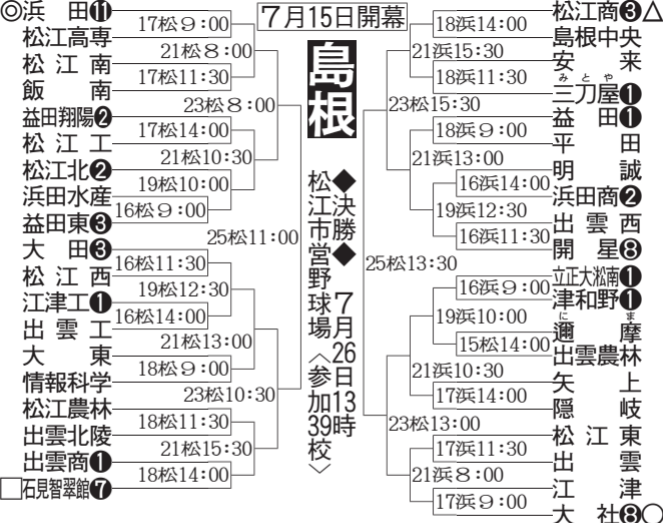 7月15日開幕
島根
◆決勝◆ 7月26日13時
松江市営野球場〈参加39校〉
◎浜田⓫
松江高専
松江南
飯南
益田翔陽❷
松江工
松江北❷
浜田水産
益田東❸
大田❸
松江西
江津工❶
出雲工
大東
情報科学
松江農林
出雲北陵
出雲商❶
□石見智翠館❼
17松9:00
17松11:30
21松8:00
17松14:00
23松8:00
21松10:30
19松10:00
16松9:00
25松11:00
16松11:30
19松12:30
16松14:00
21松13:00
18松9:00
23松10:30
18松11:30
21松15:30
18松14:00
松江商❸△
島根中央
安来
みとや
三刀屋❶
益田❶
平田
明誠
浜田商❷
出雲西
開星❽
立正大淞南❶
津和野❶
にま
邇摩
出雲農林
矢上
隠岐
松江東
出雲
江津
大社❽○
18浜14:00
21浜15:30
18浜11:30
23松15:30
18浜9:00
21浜13:00
16浜14:00
19浜12:30
16浜11:30
25松13:30
16浜9:00
19浜10:00
15松14:00
21浜10:30
17浜14:00
23松13:00
17浜11:30
21浜8:00
17浜9:00